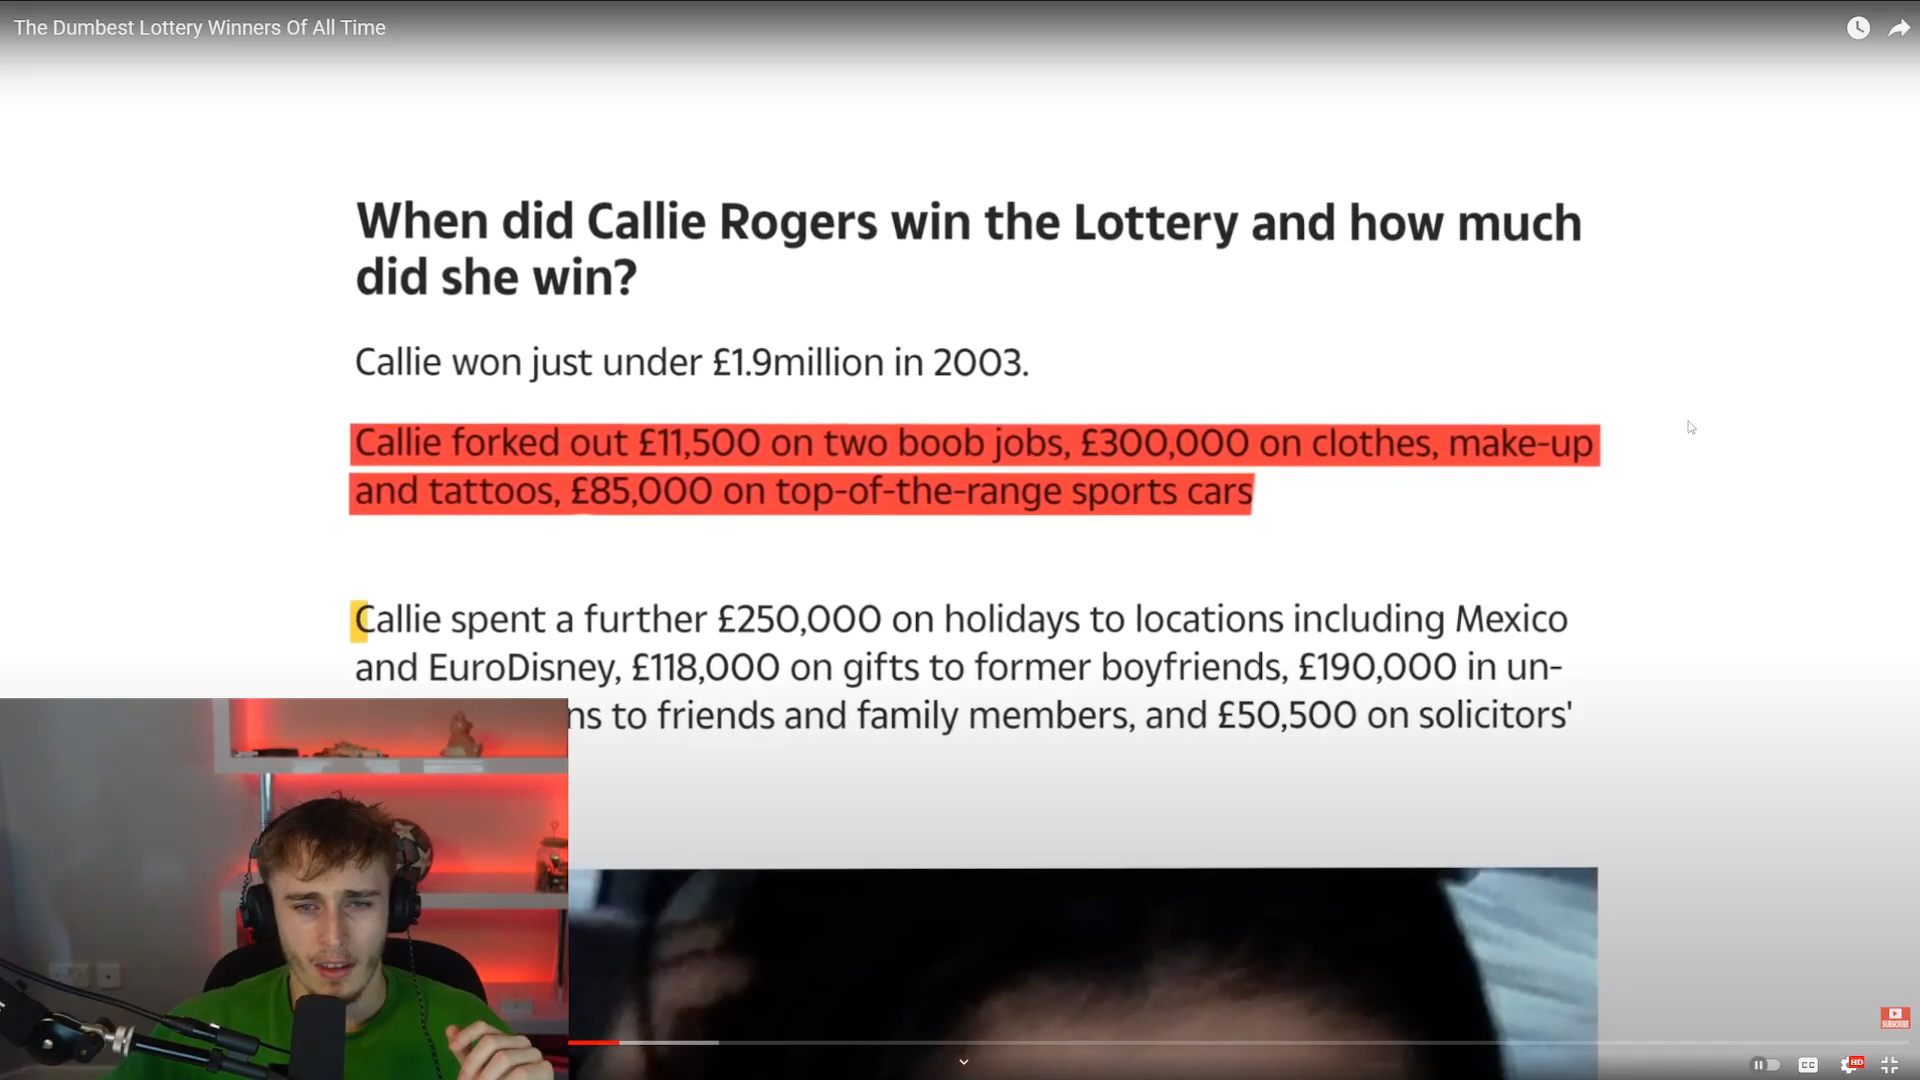 The Dumbest Lottery Winners Of All Time
When did Callie Rogers win the Lottery and how much
did she win?
Callie won just under £1.9million in 2003.
Callie forked out £11,500 on two boob jobs, £300,000 on clothes, make-up
and tattoos, £85,000 on top-of-the-range sports cars
Callie spent a further £250,000 on holidays to locations including Mexico
and EuroDisney, £118,000 on gifts to former boyfriends, £190,000 in un-
ns to friends and family members, and £50,500 on solicitors'
SUBSCRIBE
CC
HD